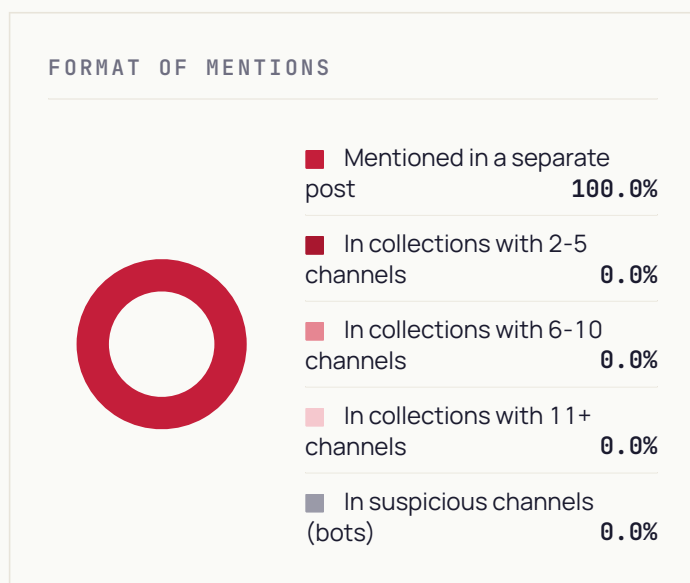 FORMAT OF MENTIONS
Mentioned in a separate
post 100.0%
In collections with 2-5
channels 0.0%
In collections with 6-10
channels 0.0%
In collections with 11+
channels 0.0%
In suspicious channels
(bots) 0.0%